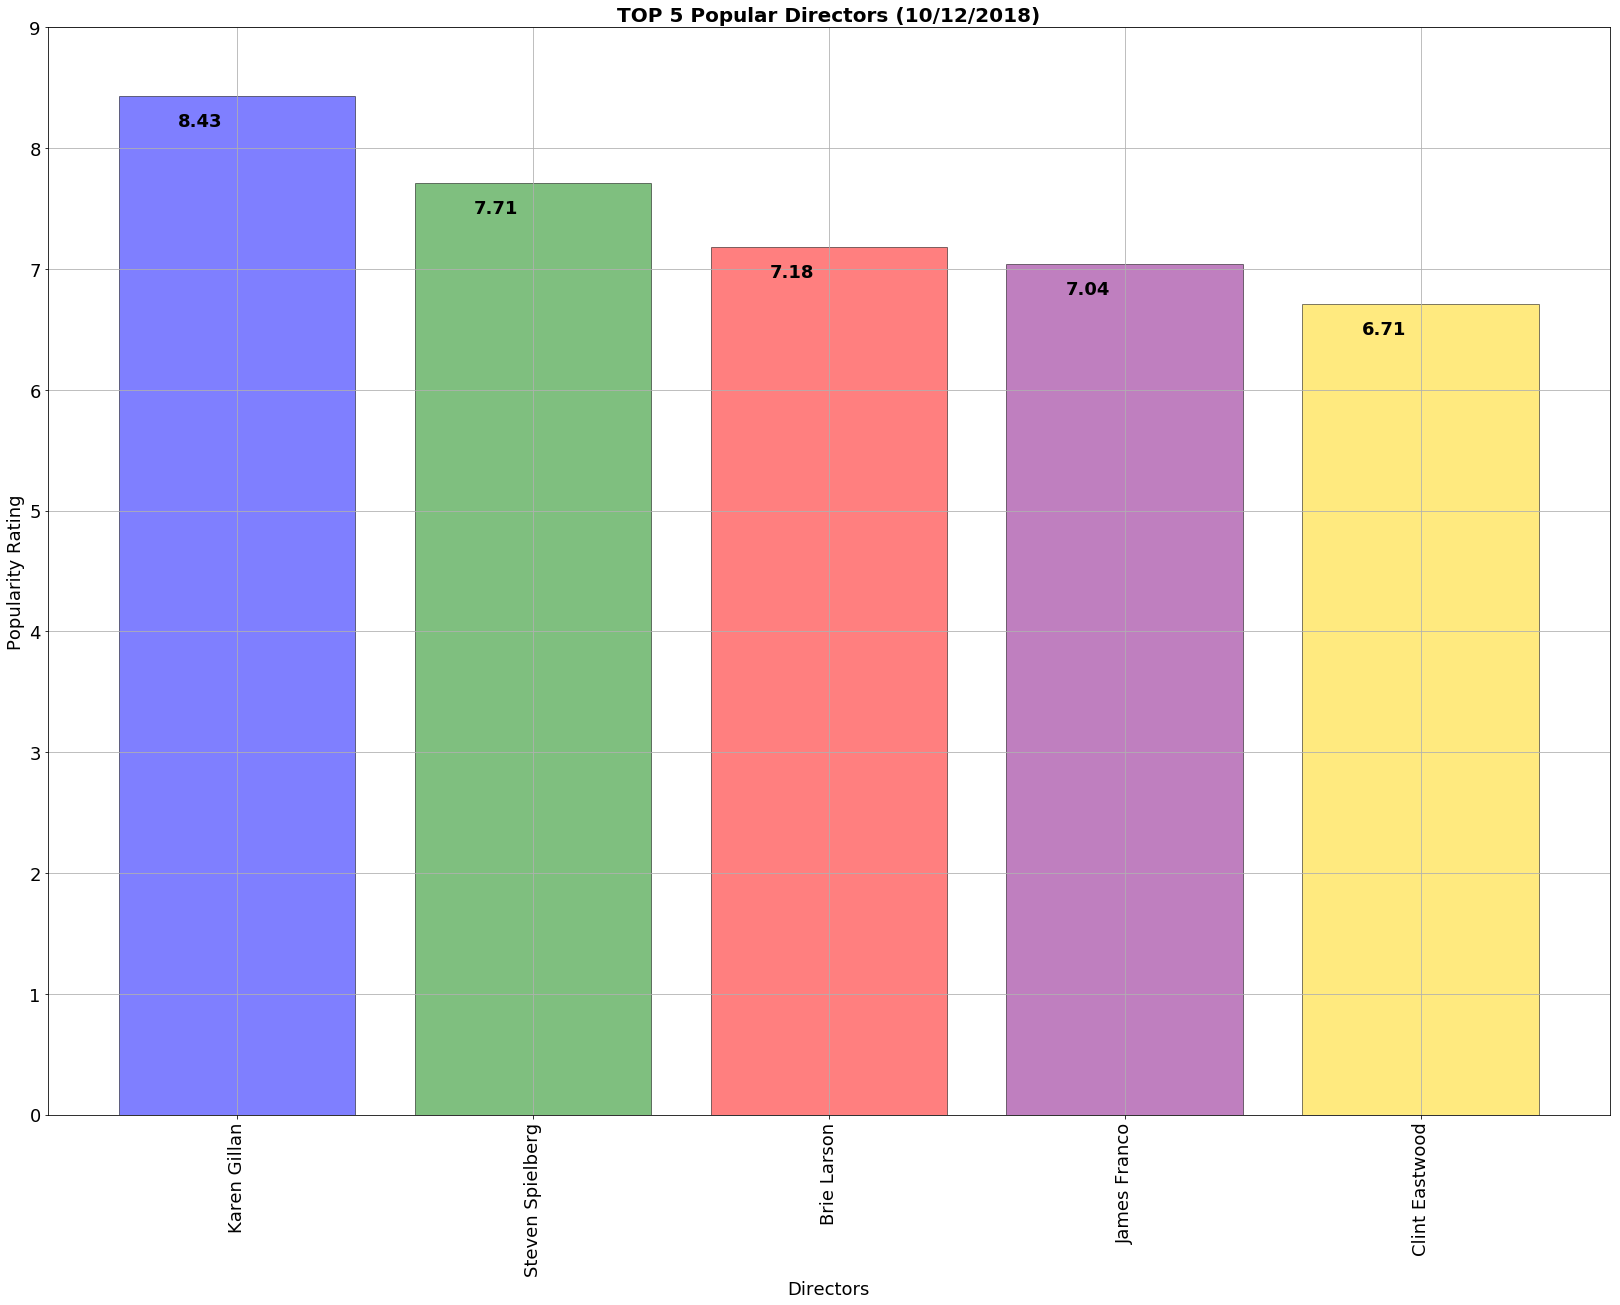 TOP 5 Popular Directors (10/12/2018)
Popularity Rating
9
8
7
6
5
4
3
2
1
0
8.43
7.71
7.18
7.04
6.71
Karen Gillan
Steven Spielberg
Brie Larson
James Franco
Clint Eastwood
Directors